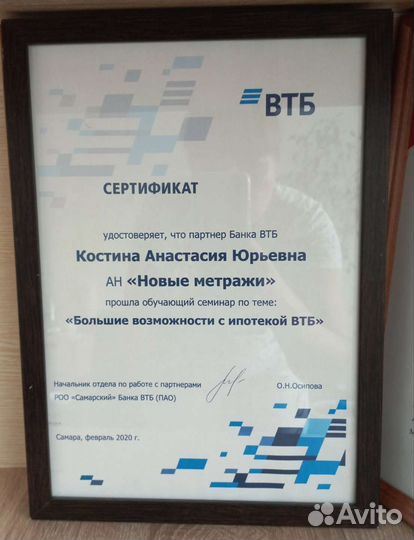 ВТБ
СЕРТИФИКАТ
удостоверяет, что партнер Банка ВТБ
Костина Анастасия Юрьевна
АН «Новые метражи»
прошла обучающий семинар по теме:
«Большие возможности с ипотекой ВТБ»
Начальник отдела по работе с партнерами
РОО «Самарский» Банка ВТБ (ПАО)
О.Н.Осипова
Самара, февраль 2020 г.
Avito